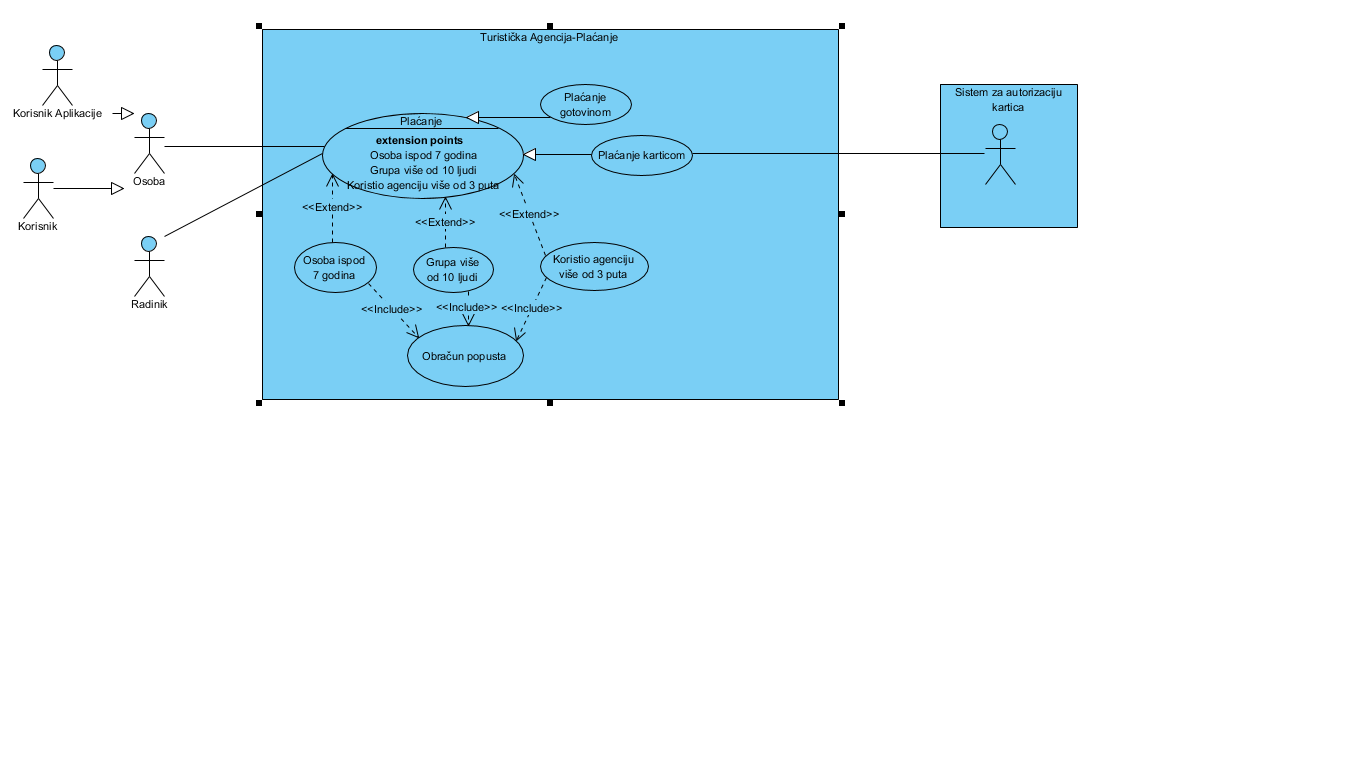 Turistička Agencija-Plaćanje
Korisnik Aplikacije
Osoba
Korisnik
Radinik
Plaćanje
extension points
Osoba ispod 7 godina
Grupa više od 10 ljudi
Koristio agenciju više od 3 puta
Plaćanje
gotovinom
Plaćanje karticom
Sistem za autorizaciju
kartica
<<Extend>>
<<Extend>>
<<Extend>>
Osoba ispod
7 godina
Grupa više
od 10 ljudi
Koristio agenciju
više od 3 puta
<<Include>>
<<Include>>
<<Include>>
Obračun popusta